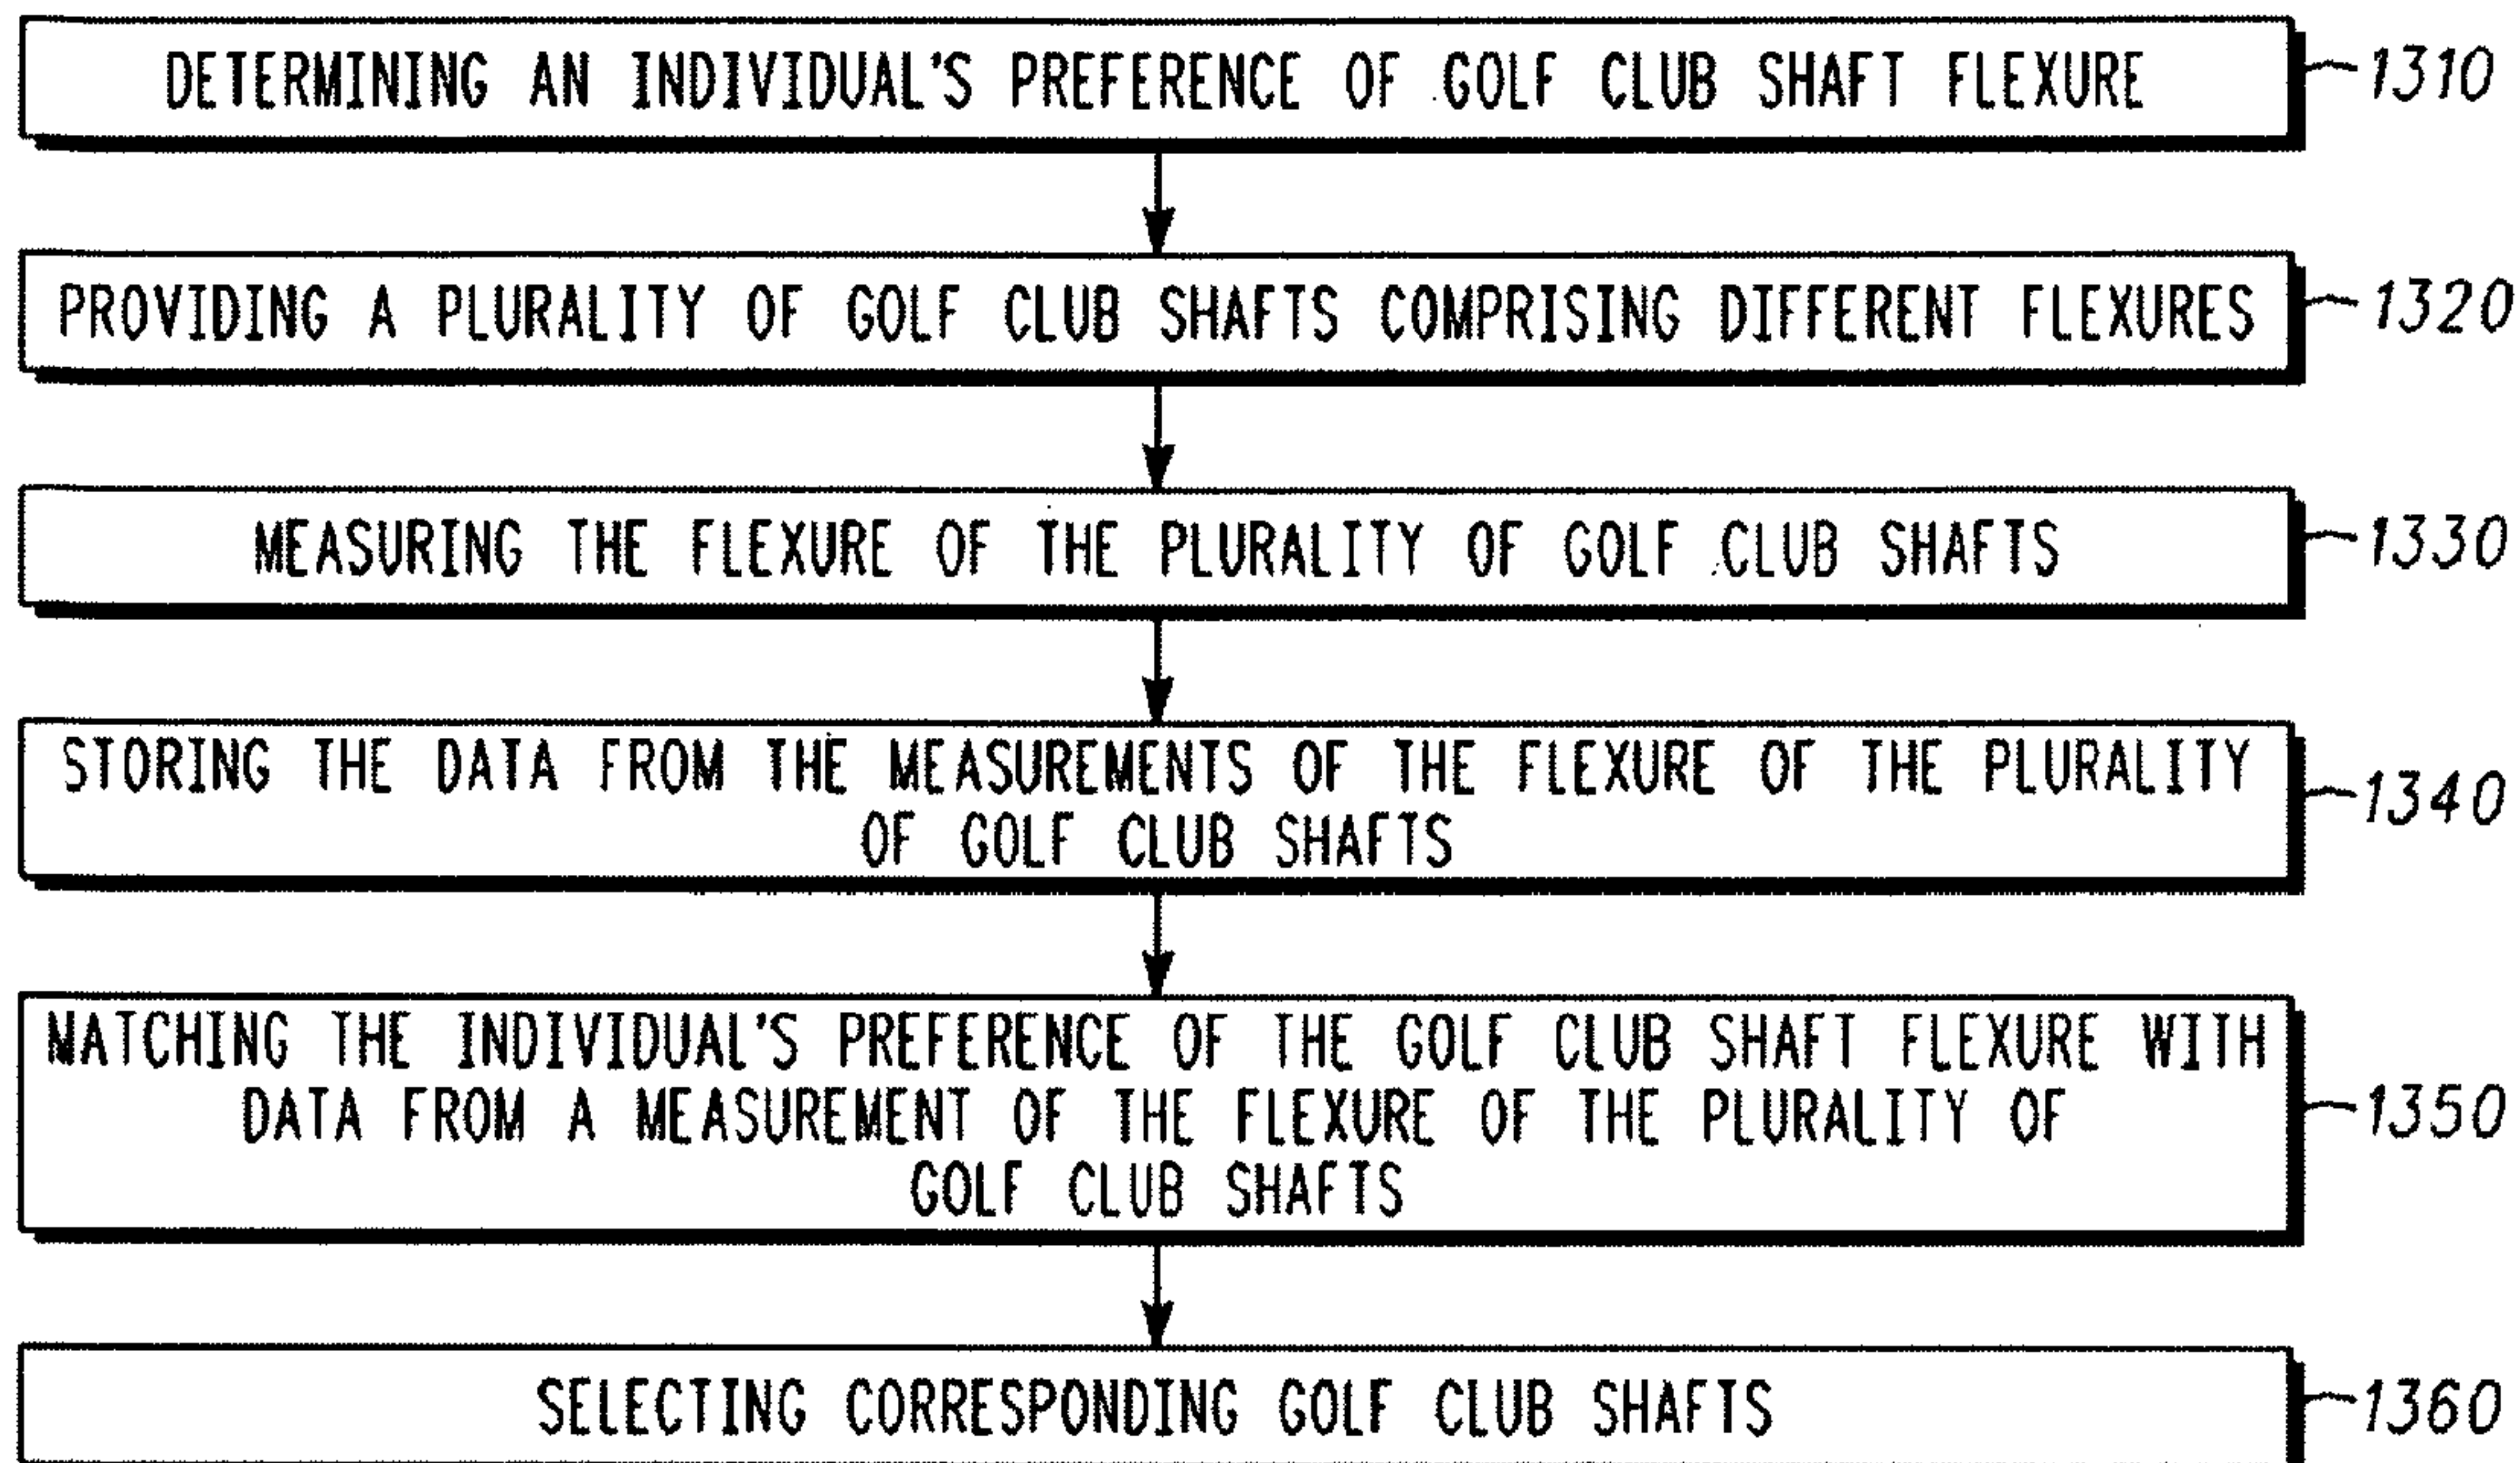 DETERMINING AN INDIVIDUAL'S PREFERENCE OF GOLF CLUB SHAFT FLEXURE
1310
PROVIDING A PLURALITY OF GOLF CLUB SHAFTS COMPRISING DIFFERENT FLEXURES
1320
MEASURING THE FLEXURE OF THE PLURALITY OF GOLF CLUB SHAFTS
1330
STORING THE DATA FROM THE MEASUREMENTS OF THE FLEXURE OF THE PLURALITY
OF GOLF CLUB SHAFTS
1340
MATCHING THE INDIVIDUAL'S PREFERENCE OF THE GOLF CLUB SHAFT FLEXURE WITH
DATA FROM A MEASUREMENT OF THE FLEXURE OF THE PLURALITY OF
GOLF CLUB SHAFTS
1350
SELECTING CORRESPONDING GOLF CLUB SHAFTS
1360